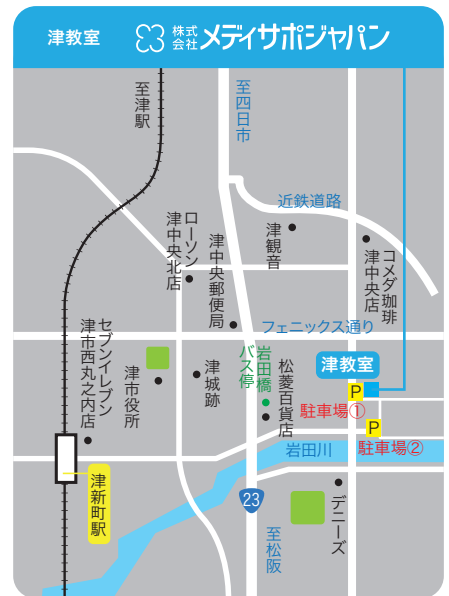 津教室
株式会社メディサポジャパン
至津駅
至四日市
近鉄道路
ローソン
津中央北店
津中央郵便局
津観音
コメダ珈琲
津中央店
フェニックス通り
セブンイレブン
津市西丸之内店
津市役所
津城跡
岩田橋
バス停
松菱百貨店
津教室
P
駐車場①
P
駐車場②
岩田川
津新町駅
23
至松阪
デニーズ